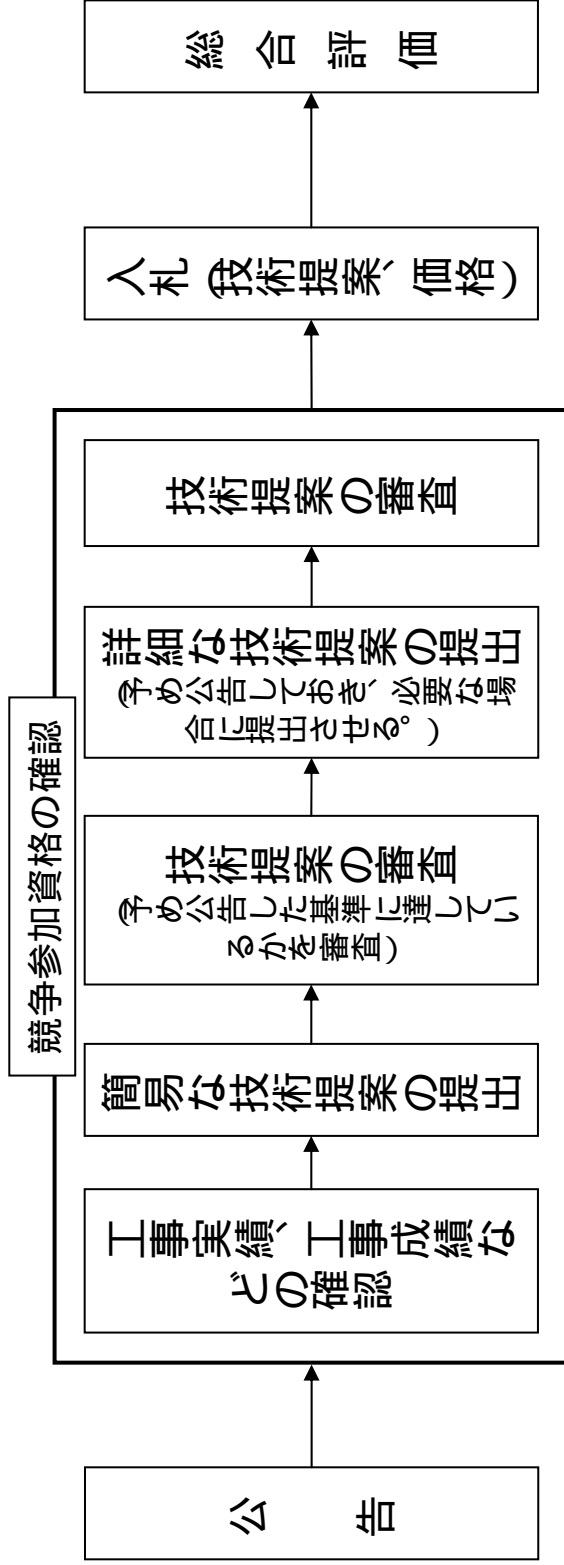 公　告
競争参加資格の確認
工事実績、工事成績な
どの確認
簡易な技術提案の提出
技術提案の審査
(予め公告した基準に達してい
るかを審査)
詳細な技術提案の提出
(予め公告しておき、必要な場
合に提出させる。)
技術提案の審査
入札(技術提案、価格)
総合評価